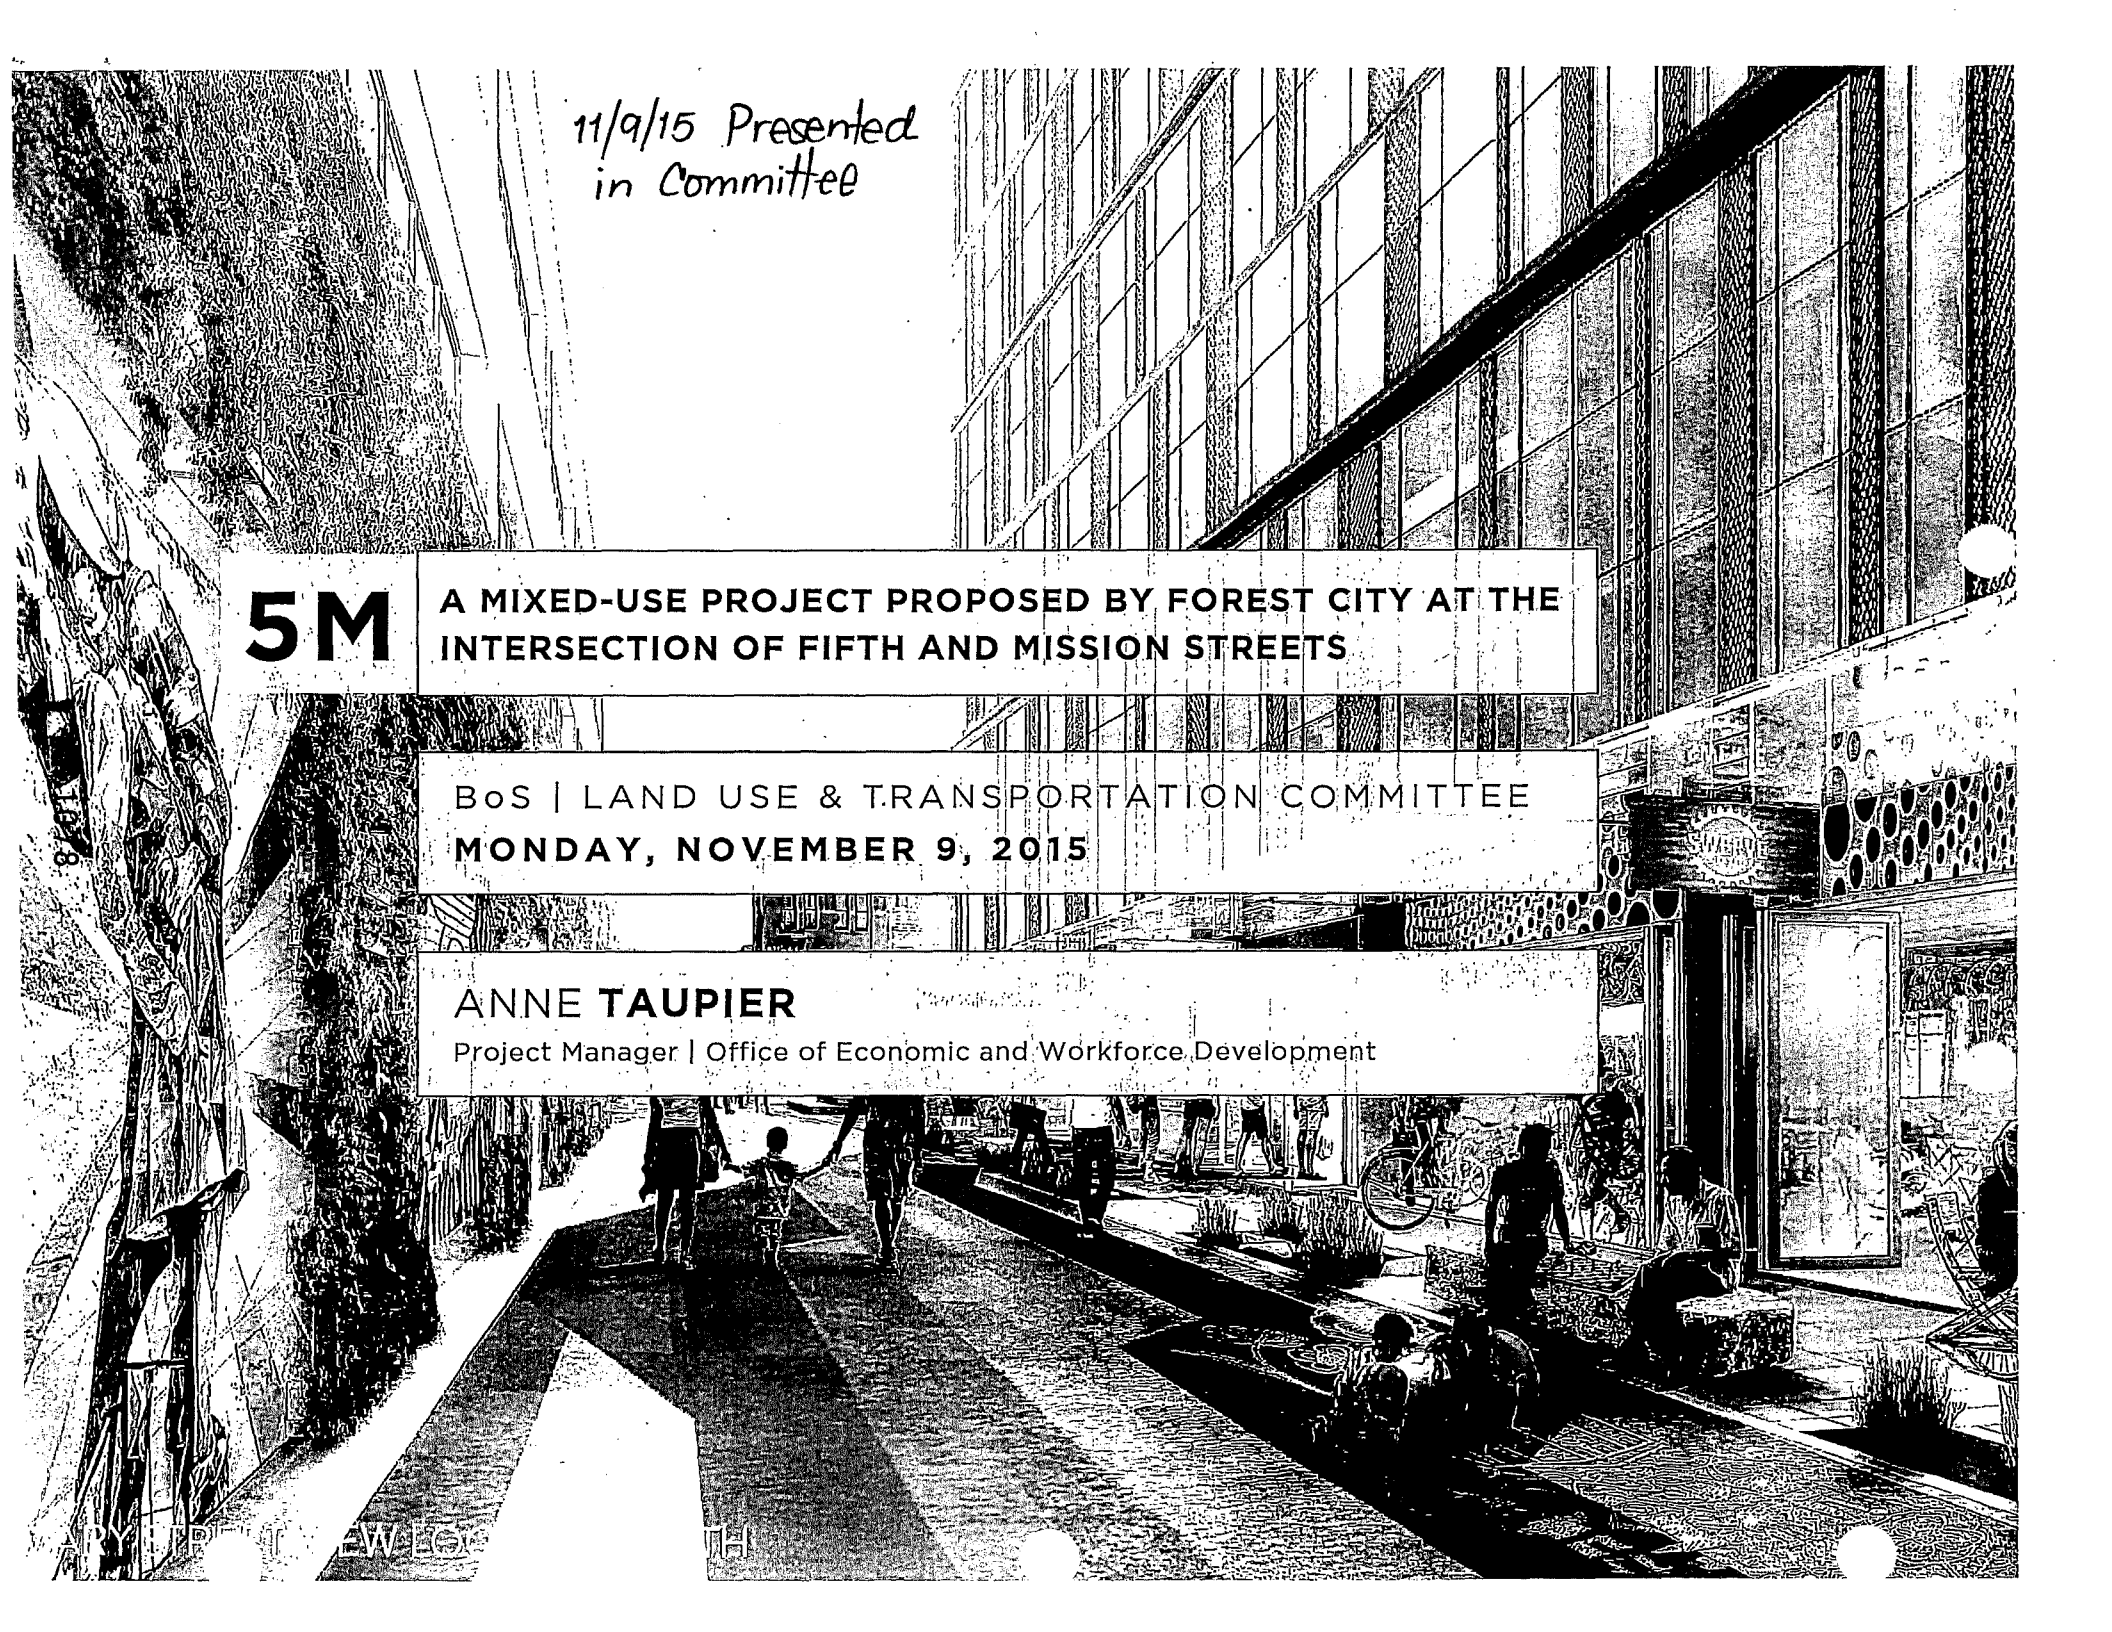 11/9/15 Presented
in Committee
5M
A MIXED-USE PROJECT PROPOSED BY FOREST CITY AT THE
INTERSECTION OF FIFTH AND MISSION STREETS
BoS | LAND USE & TRANSPORTATION COMMITTEE
MONDAY, NOVEMBER 9, 2015
ANNE TAUPIER
Project Manager | Office of Economic and Workforce Development